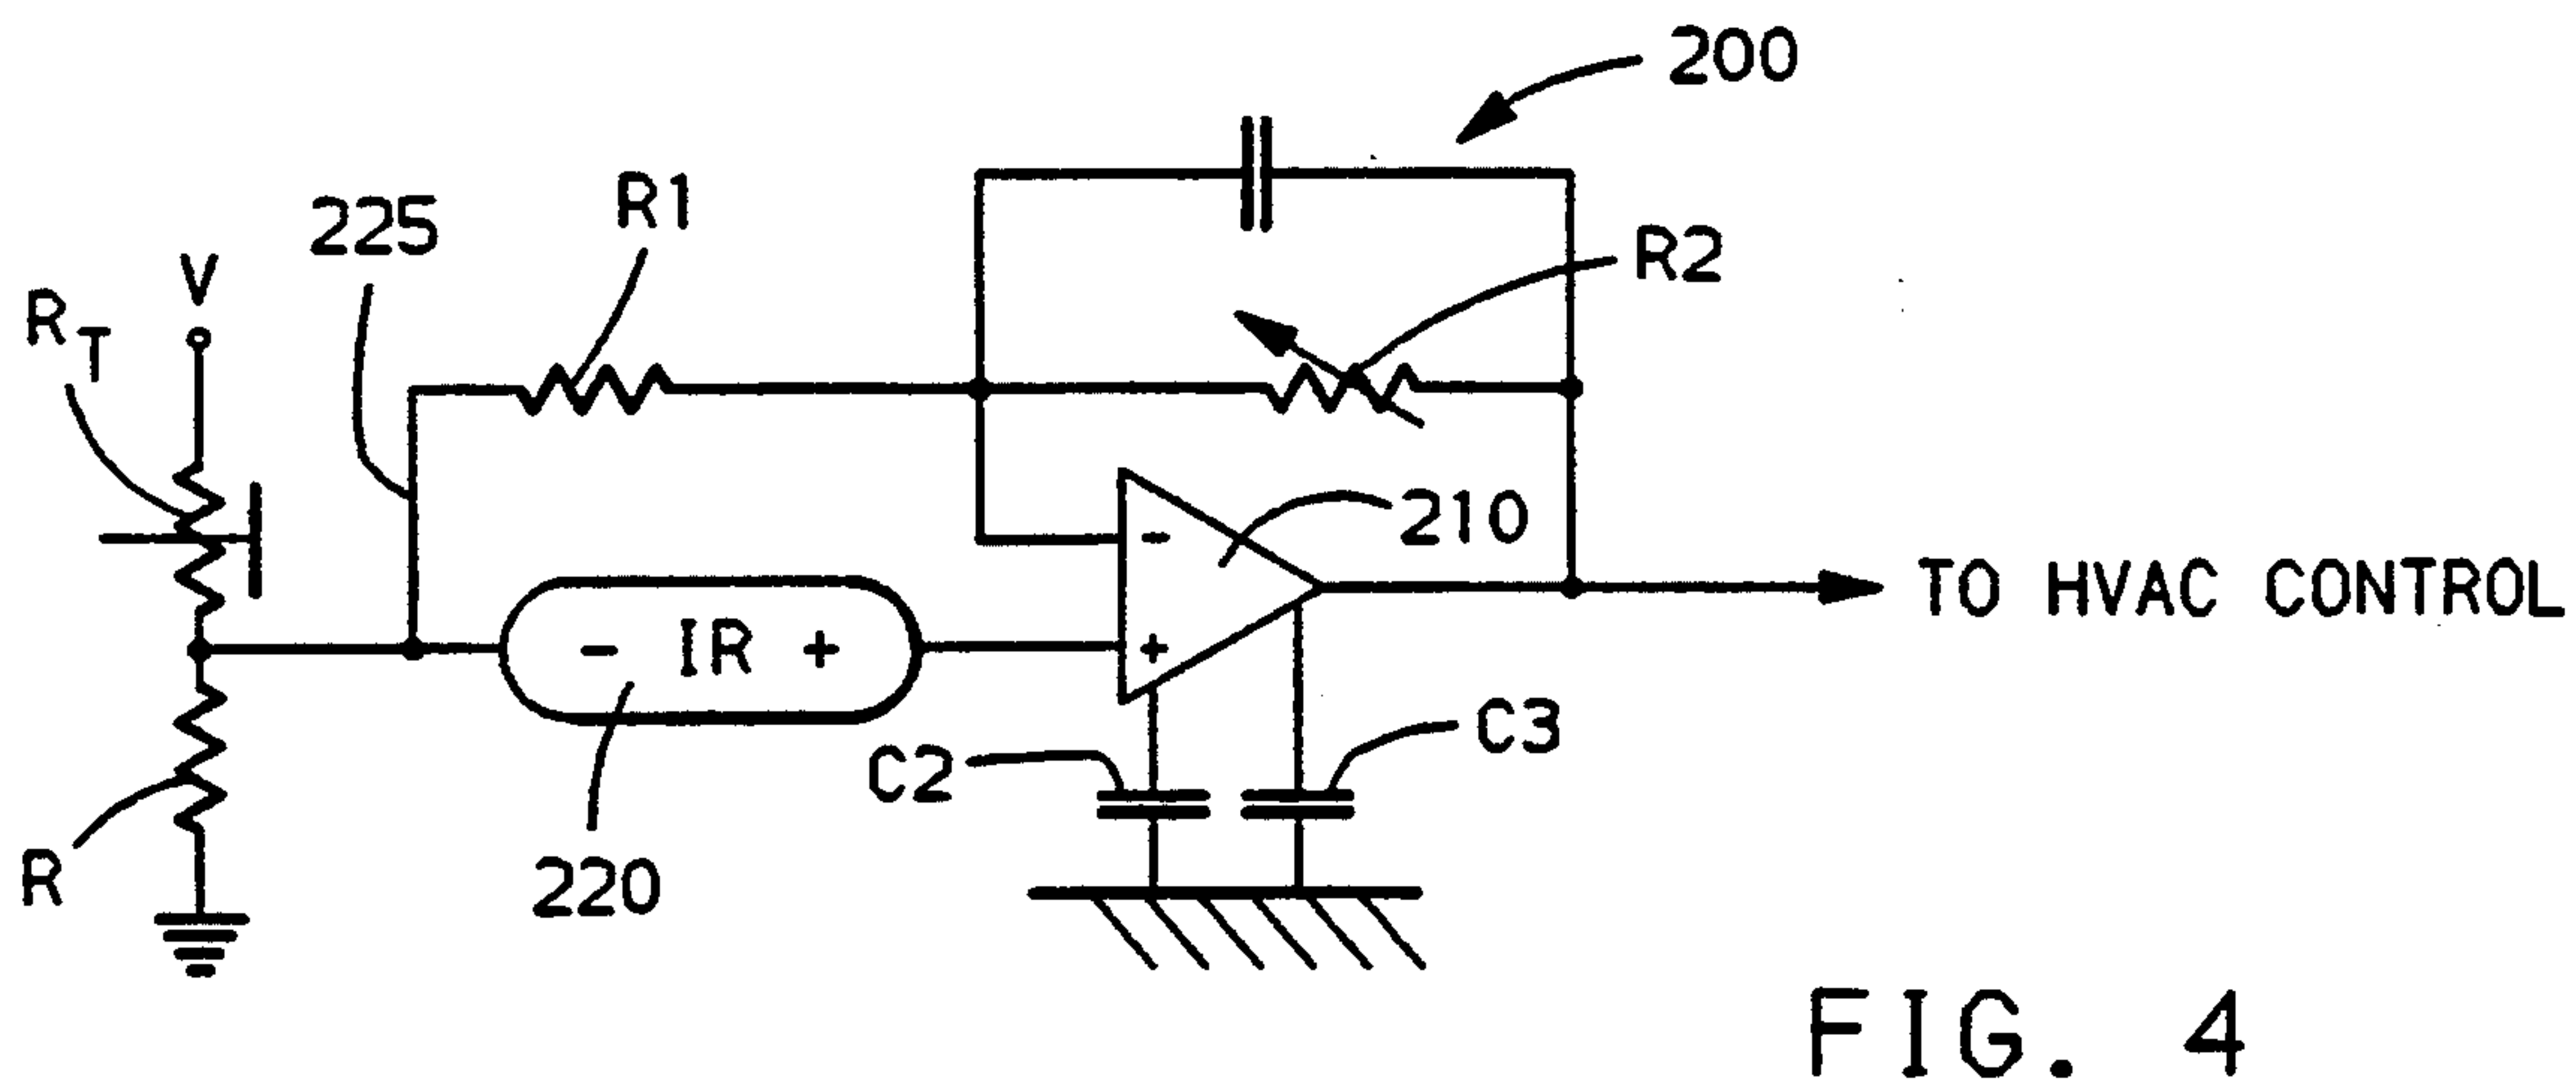 200
R1
225
R2
V
RT
210
- IR +
-
+
TO HVAC CONTROL
C2
C3
R
220
FIG. 4